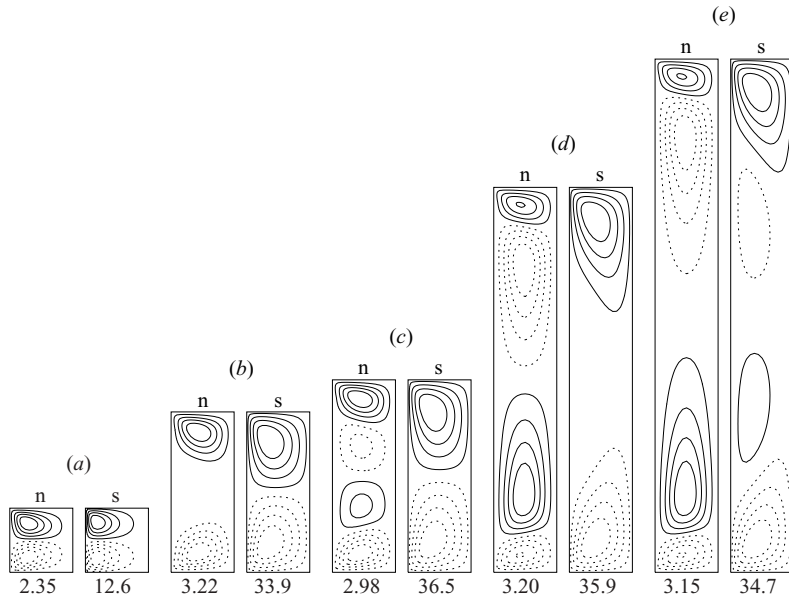 (a)
n s
2.35 12.6
(b)
n s
3.22 33.9
(c)
n s
2.98 36.5
(d)
n s
3.20 35.9
(e)
n s
3.15 34.7